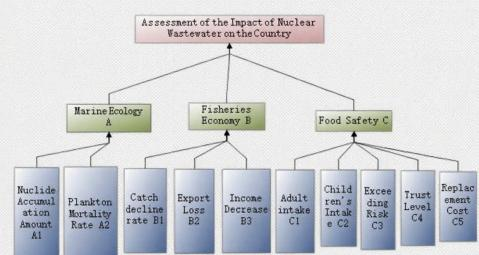 Assessment of the Impact of Nuclear
Wastewater on the Country
Marine Ecology
A
Fisheries
Economy B
Food Safety C
Nuclide
Accumul
ation
Amount
A1
Plankton
Mortality
Rate A2
Catch
decline
rate B1
Export
Loss
B2
Income
Decrease
B3
Adult
intake
C1
Child
ren's
Intak
e C2
Excee
ding
Risk
C3
Trust
Level
C4
Replac
ement
Cost
C5